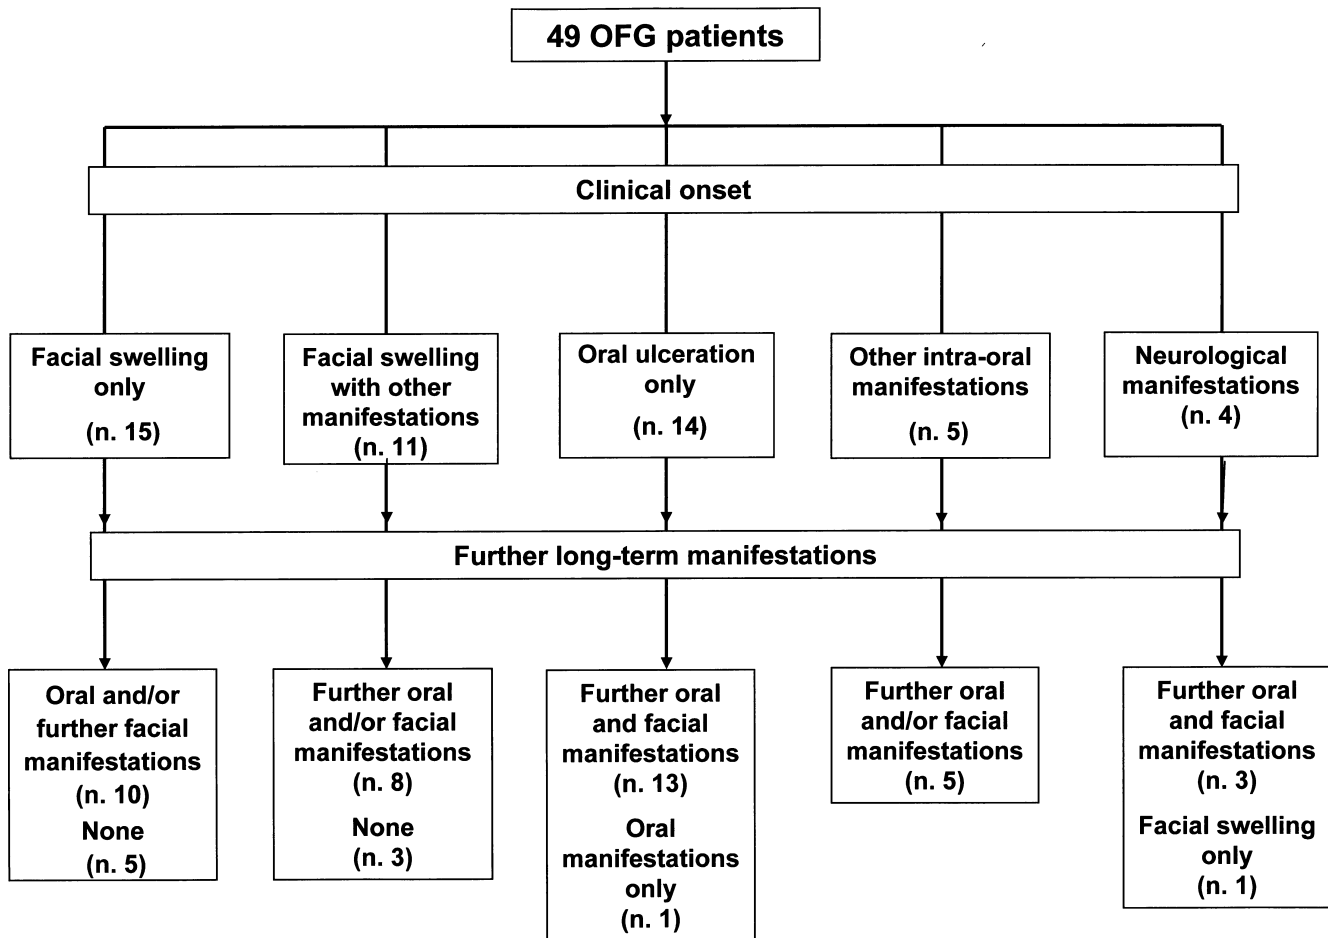 49 OFG patients
Clinical onset
Facial swelling
only
(n. 15)
Facial swelling
with other
manifestations
(n. 11)
Oral ulceration
only
(n. 14)
Other intra-oral
manifestations
(n. 5)
Neurological
manifestations
(n. 4)
Further long-term manifestations
Oral and/or
further facial
manifestations
(n. 10)
None
(n. 5)
Further oral
and/or facial
manifestations
(n. 8)
None
(n. 3)
Further oral
and facial
manifestations
(n. 13)
Oral
manifestations
only
(n. 1)
Further oral
and/or facial
manifestations
(n. 5)
Further oral
and facial
manifestations
(n. 3)
Facial swelling
only
(n. 1)